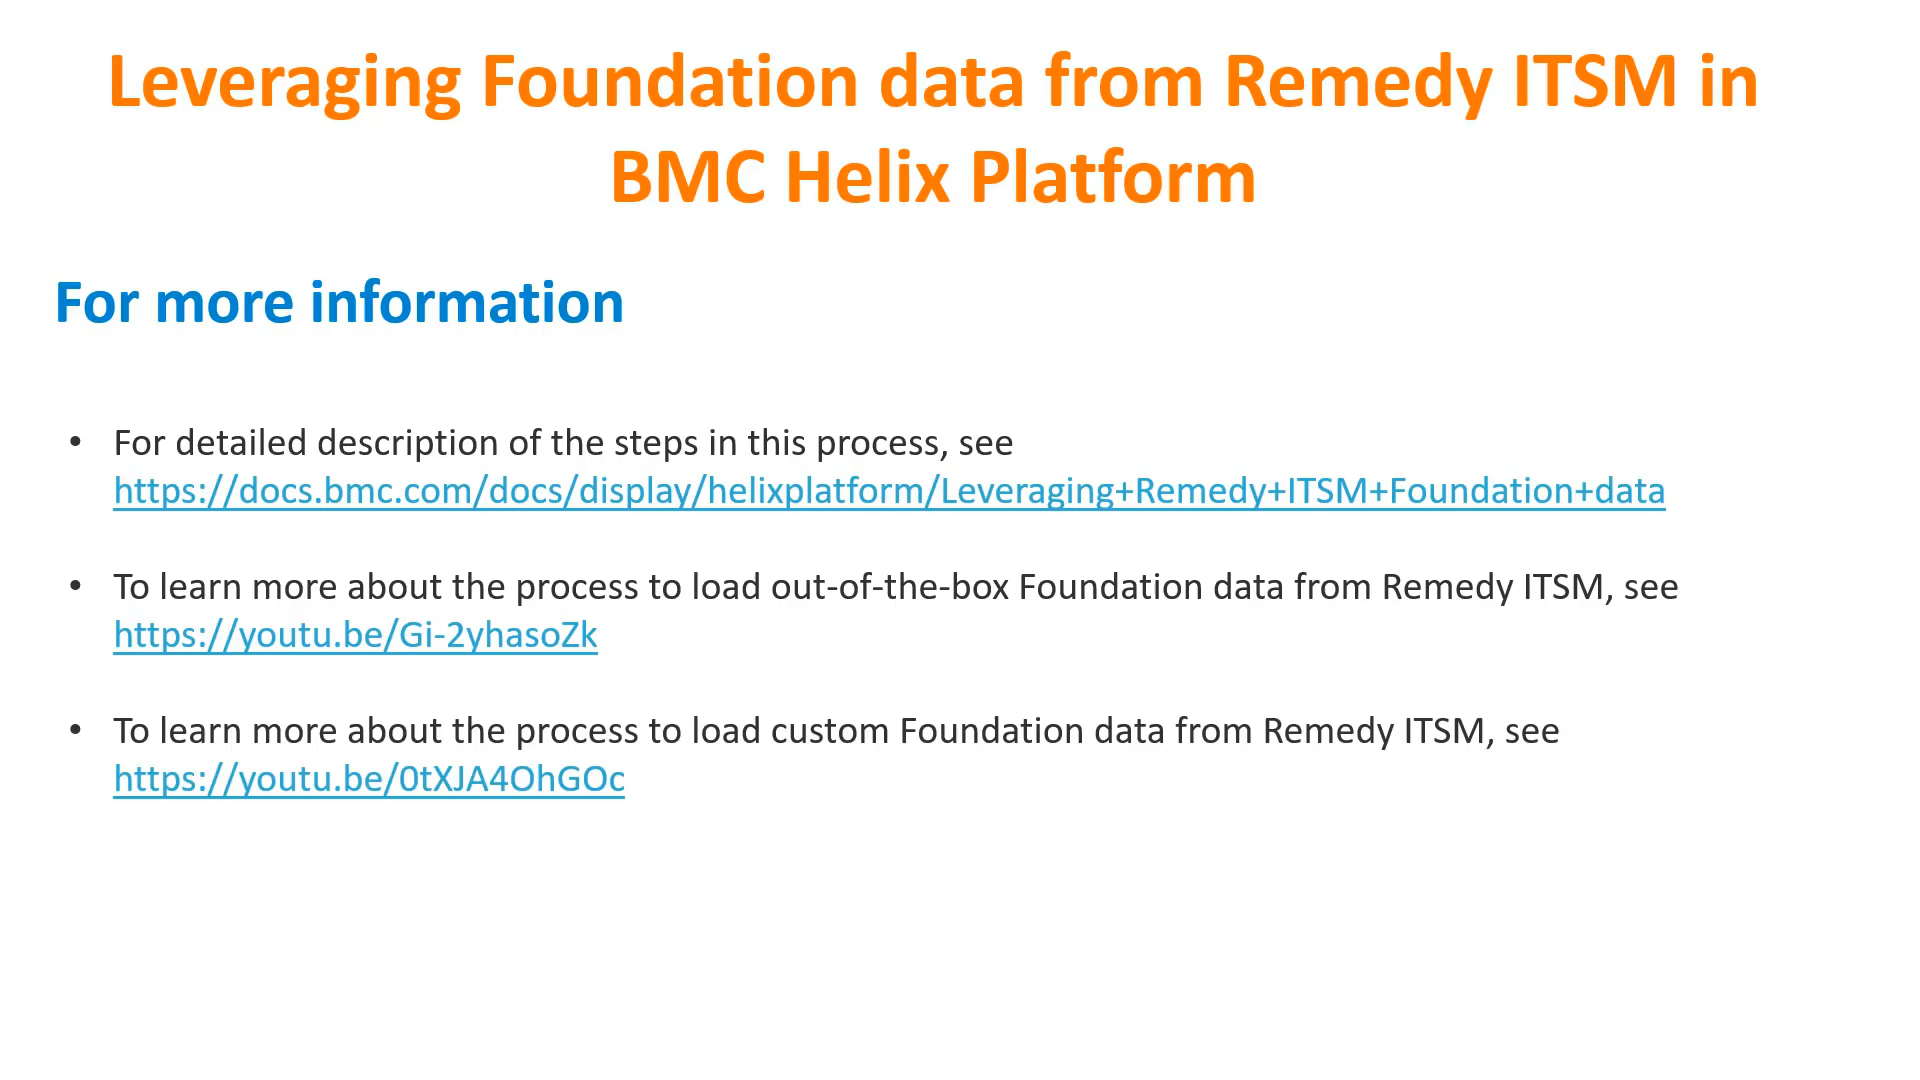 Leveraging Foundation data from Remedy ITSM in
BMC Helix Platform
For more information
• For detailed description of the steps in this process, see
https://docs.bmc.com/docs/display/helixplatform/Leveraging+Remedy+ITSM+Foundation+data
• To learn more about the process to load out-of-the-box Foundation data from Remedy ITSM, see
https://youtu.be/Gi-2yhasoZk
• To learn more about the process to load custom Foundation data from Remedy ITSM, see
https://youtu.be/0tXJA4OhGOc